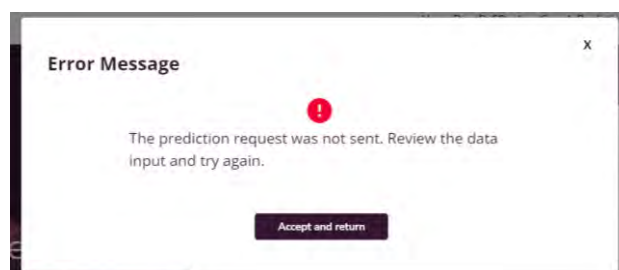 x
Error Message
!
The prediction request was not sent. Review the data
input and try again.
Accept and return
e